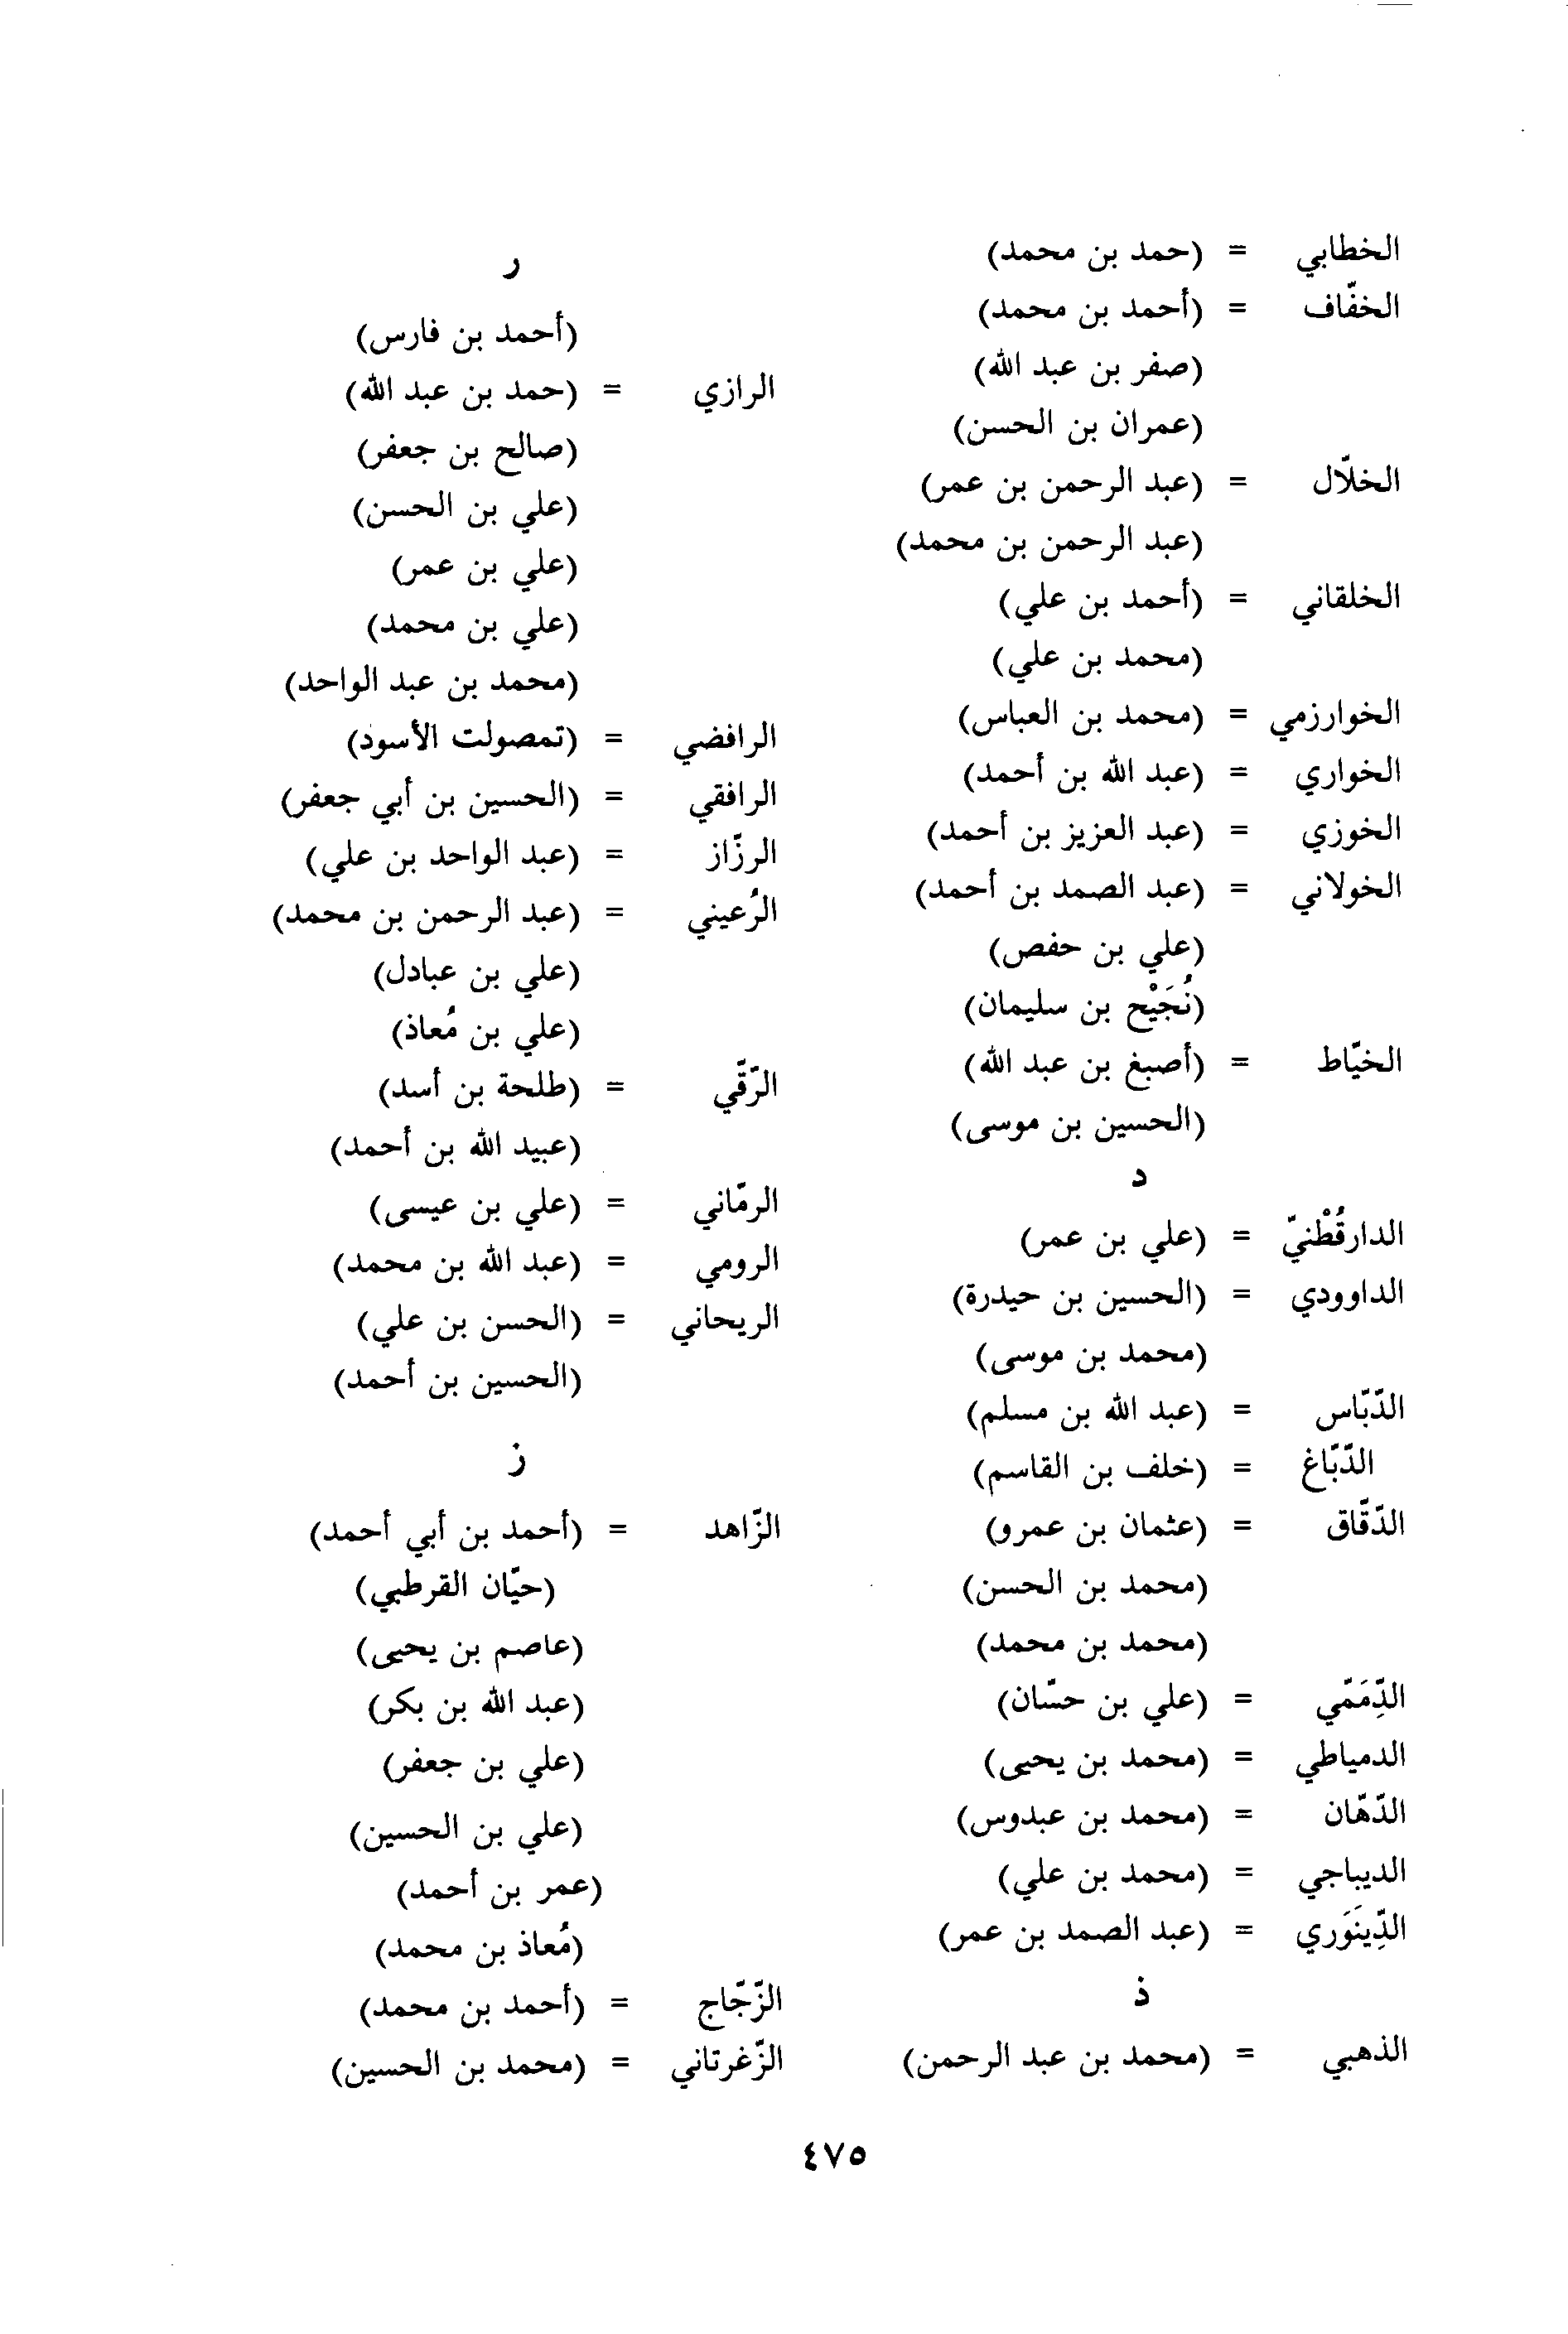 الخطابي = (حمد بن محمد)
الخفّاف = (أحمد بن محمد)
(صفر بن عبد الله)
(عمران بن الحسن)
الخلاّل = (عبد الرحمن بن عمر)
(عبد الرحمن بن محمد)
الخلقاني = (أحمد بن علي)
(محمد بن علي)
الخوارزمي = (محمد بن العباس)
الخواري = (عبد الله بن أحمد)
الخوزي = (عبد العزيز بن أحمد)
الخولاني = (عبد الصمد بن أحمد)
(علي بن حفص)
(نُجَيْح بن سليمان)
الخيّاط = (أصبغ بن عبد الله)
(الحسين بن موسى)
د
الدارقُطْنيّ = (علي بن عمر)
الداوودي = (الحسين بن حيدرة)
(محمد بن موسى)
الدّبّاس = (عبد الله بن مسلم)
الدّبّاغ = (خلف بن القاسم)
الدّقّاق = (عثمان بن عمرو)
(محمد بن الحسن)
(محمد بن محمد)
الدِّمَمّي = (علي بن حسّان)
الدمياطي = (محمد بن يحيى)
الدّهّان = (محمد بن عبدوس)
الديباجي = (محمد بن علي)
الدِّينَوَري = (عبد الصمد بن عمر)
ذ
الذهبي = (محمد بن عبد الرحمن)
ر
(أحمد بن فارس)
الرازي = (حمد بن عبد الله)
(صالح بن جعفر)
(علي بن الحسن)
(علي بن عمر)
(علي بن محمد)
(محمد بن عبد الواحد)
الرافضي = (تمصولت الأسود)
الرافقي = (الحسين بن أبي جعفر)
الرزّاز = (عبد الواحد بن علي)
الرُعيني = (عبد الرحمن بن محمد)
(علي بن عبادل)
(علي بن مُعاذ)
الرّقّي = (طلحة بن أسد)
(عبيد الله بن أحمد)
الرمّاني = (علي بن عيسى)
الرومي = (عبد الله بن محمد)
الريحاني = (الحسن بن علي)
(الحسين بن أحمد)
ز
الزّاهد = (أحمد بن أبي أحمد)
(حيّان القرطبي)
(عاصم بن يحيى)
(عبد الله بن بكر)
(علي بن جعفر)
(علي بن الحسين)
(عمر بن أحمد)
(مُعاذ بن محمد)
الزّجّاج = (أحمد بن محمد)
الزّغرتاني = (محمد بن الحسين)
٤٧٥